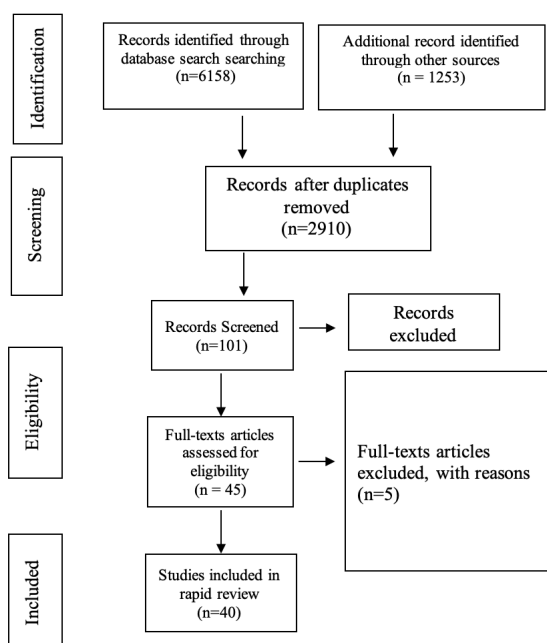 Identification
Records identified through
database search searching
(n=6158)
Additional record identified
through other sources
(n = 1253)
Screening
Records after duplicates
removed
(n=2910)
Records Screened
(n=101)
Records
excluded
Eligibility
Full-texts articles
assessed for
eligibility
(n = 45)
Full-texts articles
excluded, with reasons
(n=5)
Included
Studies included in
rapid review
(n=40)